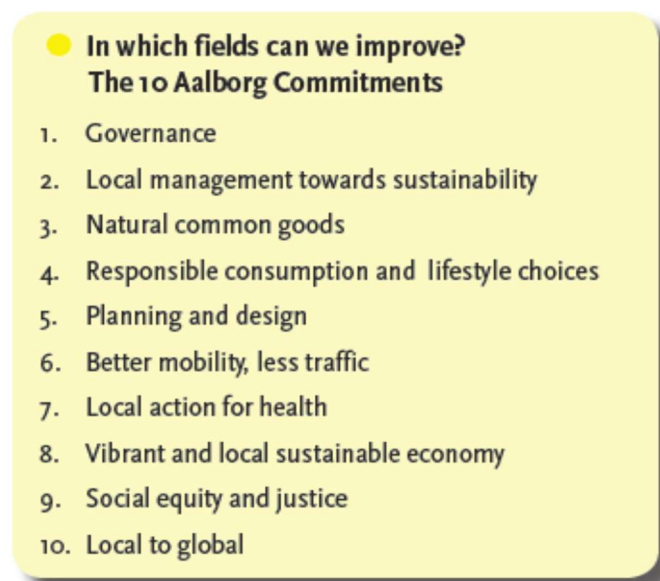 In which fields can we improve?
The 10 Aalborg Commitments
1. Governance
2. Local management towards sustainability
3. Natural common goods
4. Responsible consumption and lifestyle choices
5. Planning and design
6. Better mobility, less traffic
7. Local action for health
8. Vibrant and local sustainable economy
9. Social equity and justice
10. Local to global